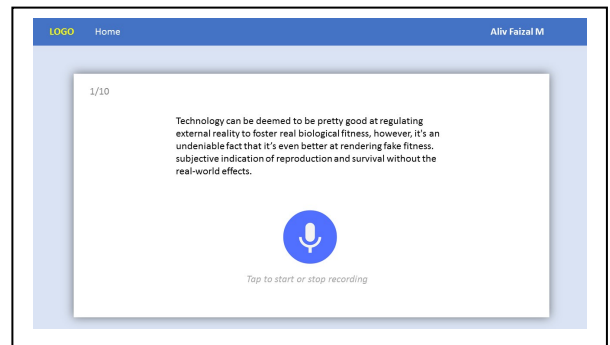 LOGO Home Aliv Faizal M
1/10
Technology can be deemed to be pretty good at regulating
external reality to foster real biological fitness, however, it's an
undeniable fact that it's even better at rendering fake fitness.
subjective indication of reproduction and survival without the
real-world effects.
Tap to start or stop recording